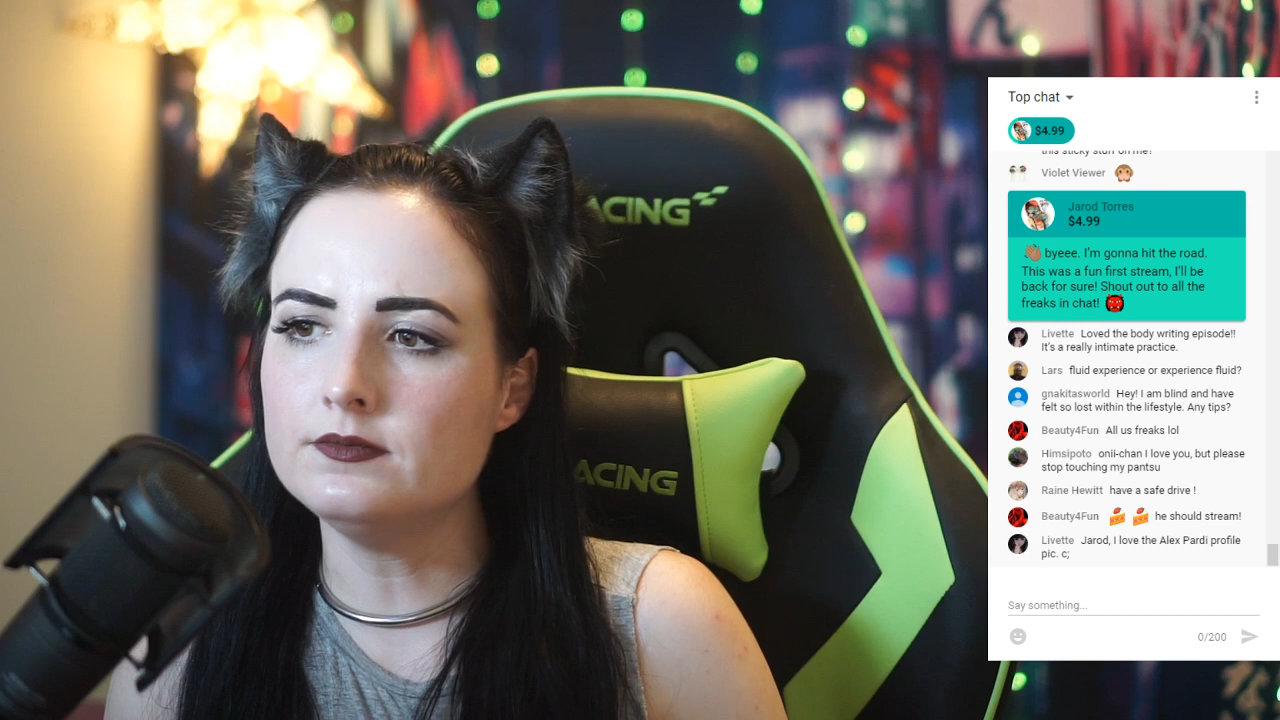 Top chat
$4.99
this sticky stuff on me?
Violet Viewer
Jarod Torres
$4.99
byeee. I'm gonna hit the road.
This was a fun first stream, I'll be
back for sure! Shout out to all the
freaks in chat!
Livette Loved the body writing episode!!
It's a really intimate practice.
Lars fluid experience or experience fluid?
gnakitasworld Hey! I am blind and have
felt so lost within the lifestyle. Any tips?
Beauty4Fun All us freaks lol
Himsipoto onii-chan I love you, but please
stop touching my pantsu
Raine Hewitt have a safe drive !
Beauty4Fun he should stream!
Livette Jarod, I love the Alex Pardi profile
pic. c;
Say something...
0/200
ACING
ACING